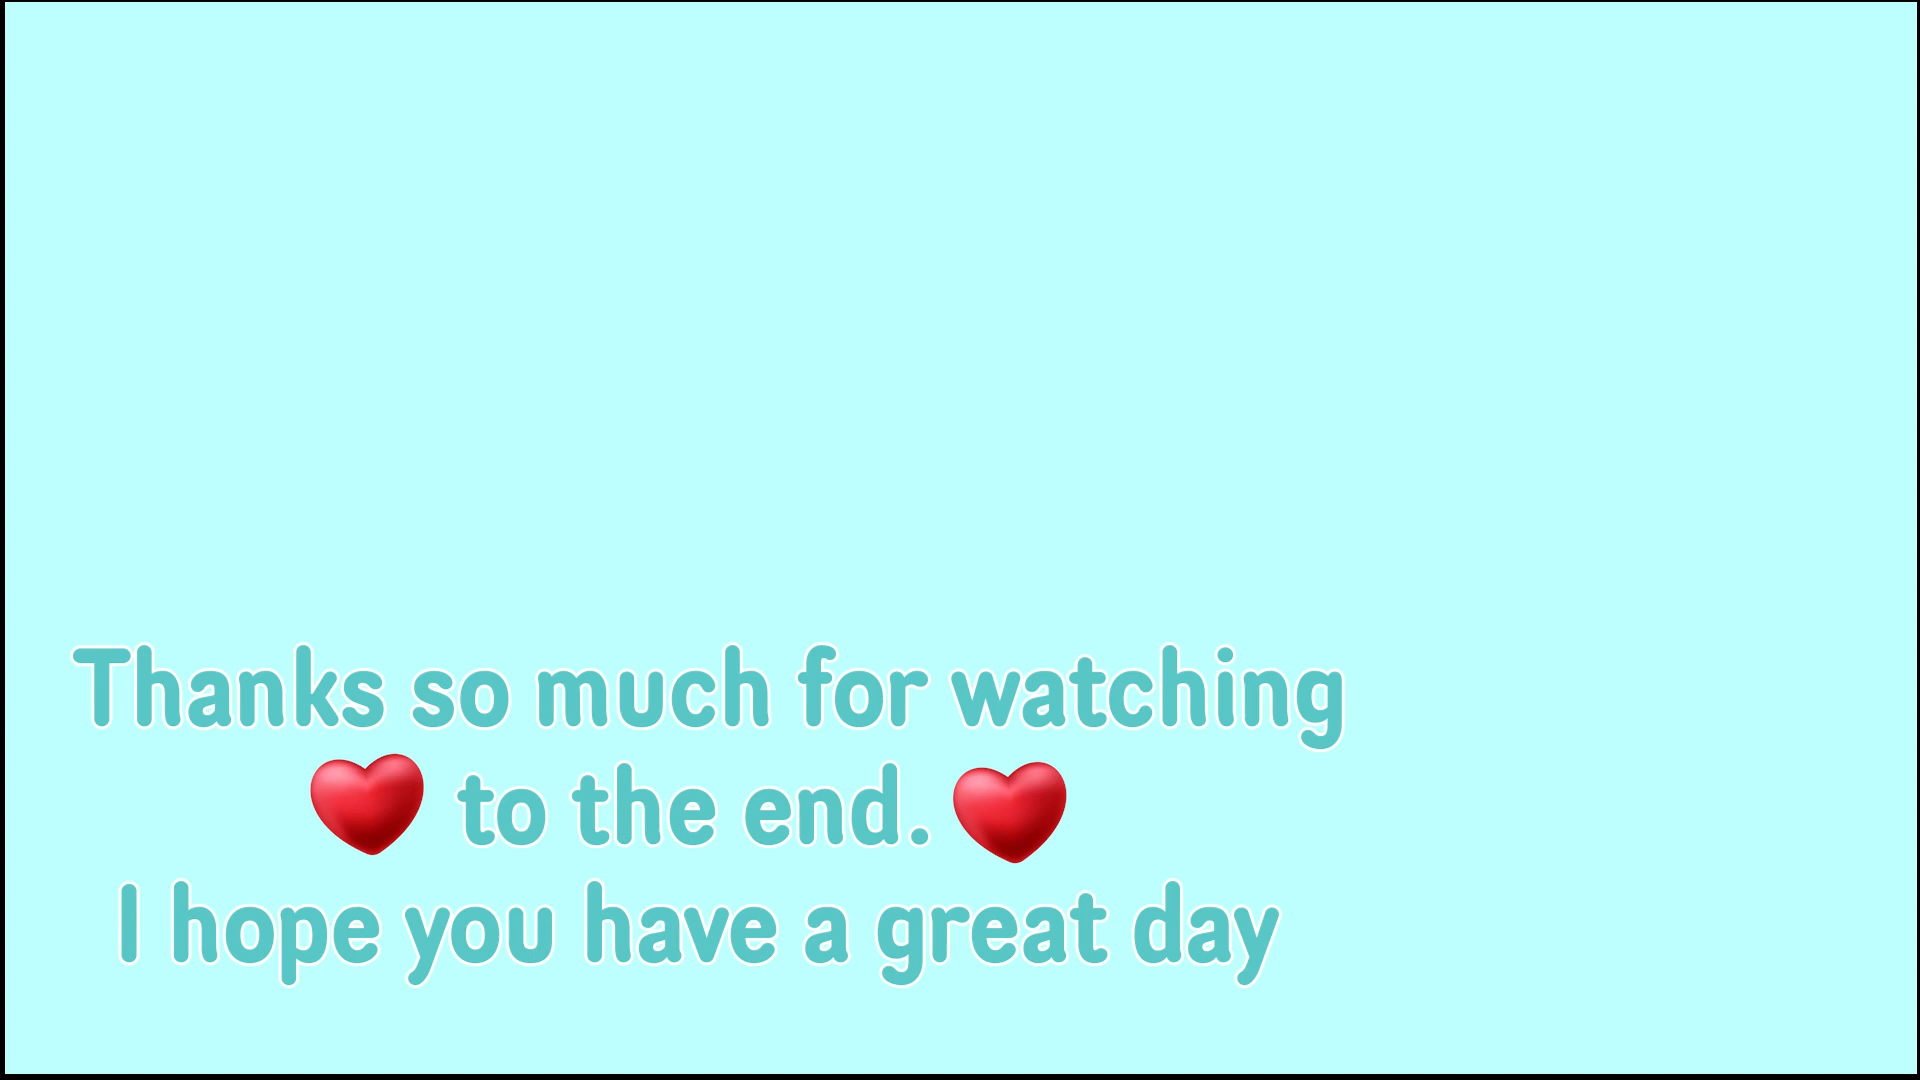 Thanks so much for watching
❤️ to the end. ❤️
I hope you have a great day